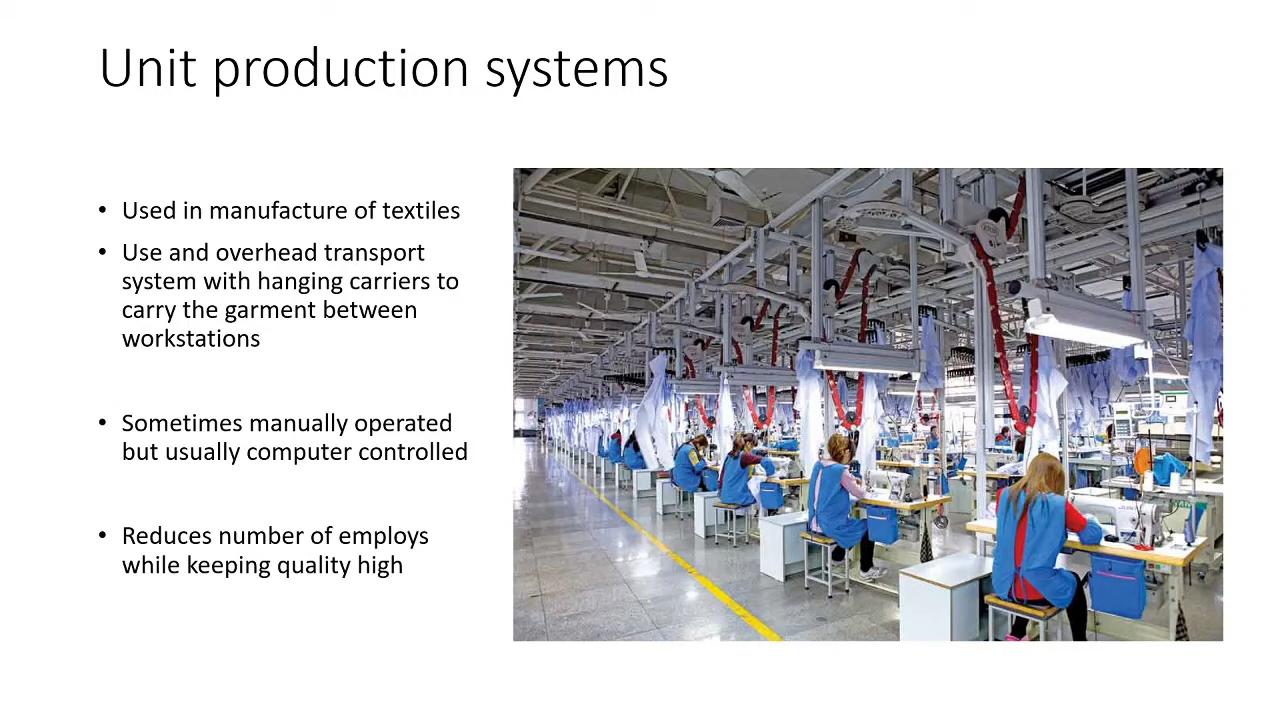 Unit production systems
• Used in manufacture of textiles
• Use and overhead transport
system with hanging carriers to
carry the garment between
workstations
• Sometimes manually operated
but usually computer controlled
• Reduces number of employs
while keeping quality high